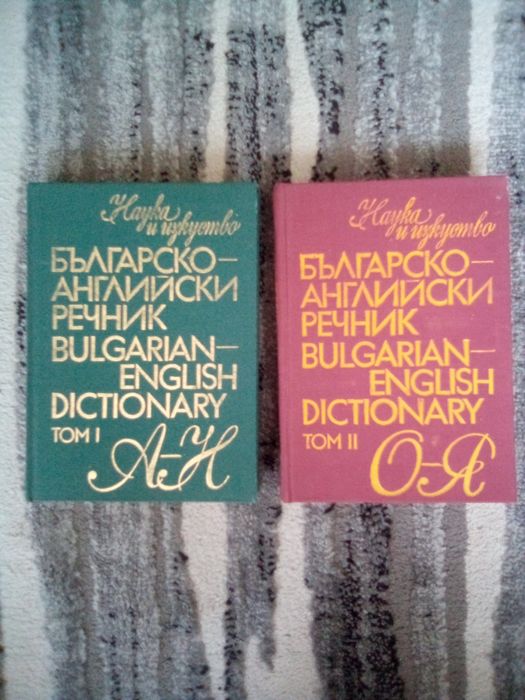 Наука
и изкуство
БЪЛГАРСКО–
АНГЛИЙСКИ
РЕЧНИК
BULGARIAN–
ENGLISH
DICTIONARY
ТОМ I
А–Н
Наука
и изкуство
БЪЛГАРСКО–
АНГЛИЙСКИ
РЕЧНИК
BULGARIAN–
ENGLISH
DICTIONARY
ТОМ II
О–Я